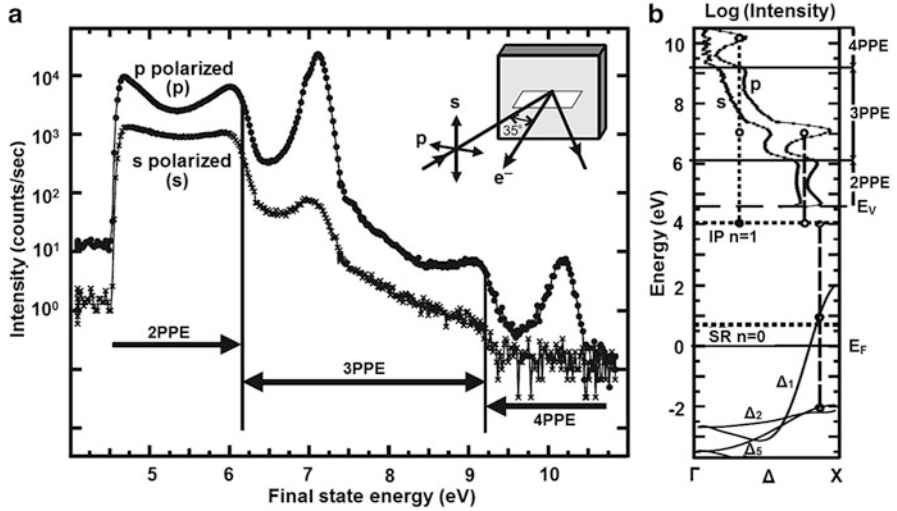 a
p polarized
(p)
s polarized
(s)
s
p
35°
e⁻
10⁴
10³
10²
10¹
10⁰
Intensity (counts/sec)
2PPE
3PPE
4PPE
5
6
7
8
9
10
Final state energy (eV)
b
Log (Intensity)
10
8
6
4
2
0
-2
Energy (eV)
s
p
4PPE
3PPE
2PPE
E_V
IP n=1
SR n=0
E_F
Δ₁
Δ₂
Δ₅
Γ
Δ
X